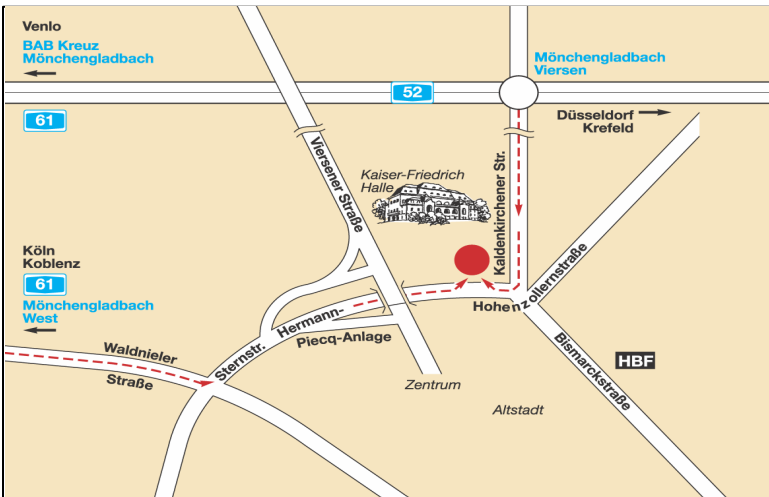 Venlo
BAB Kreuz
Mönchengladbach
61
52
Mönchengladbach
Viersen
Düsseldorf
Krefeld
Viersener Straße
Kaiser-Friedrich
Halle
Kaldenkirchener Str.
Köln
Koblenz
61
Mönchengladbach
West
Waldnieler
Straße
Sternstr.
Hermann-
Piecq-Anlage
Hohenzollernstraße
Bismarckstraße
HBF
Zentrum
Altstadt